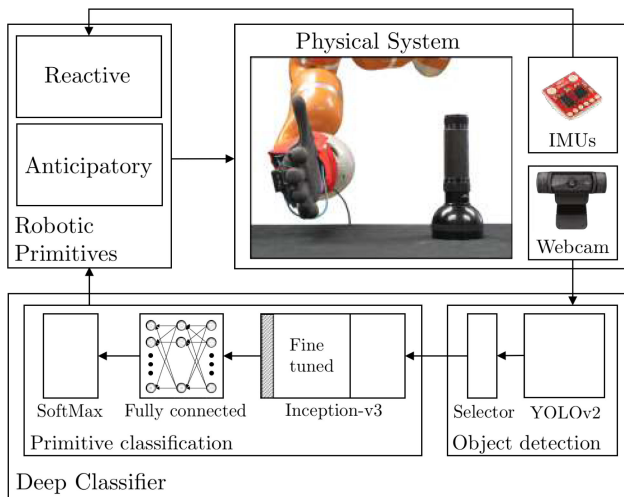 Physical System
Reactive
Anticipatory
Robotic
Primitives
IMUs
Webcam
Fine
tuned
SoftMax
Fully connected
Inception-v3
Selector
YOLOv2
Primitive classification
Object detection
Deep Classifier